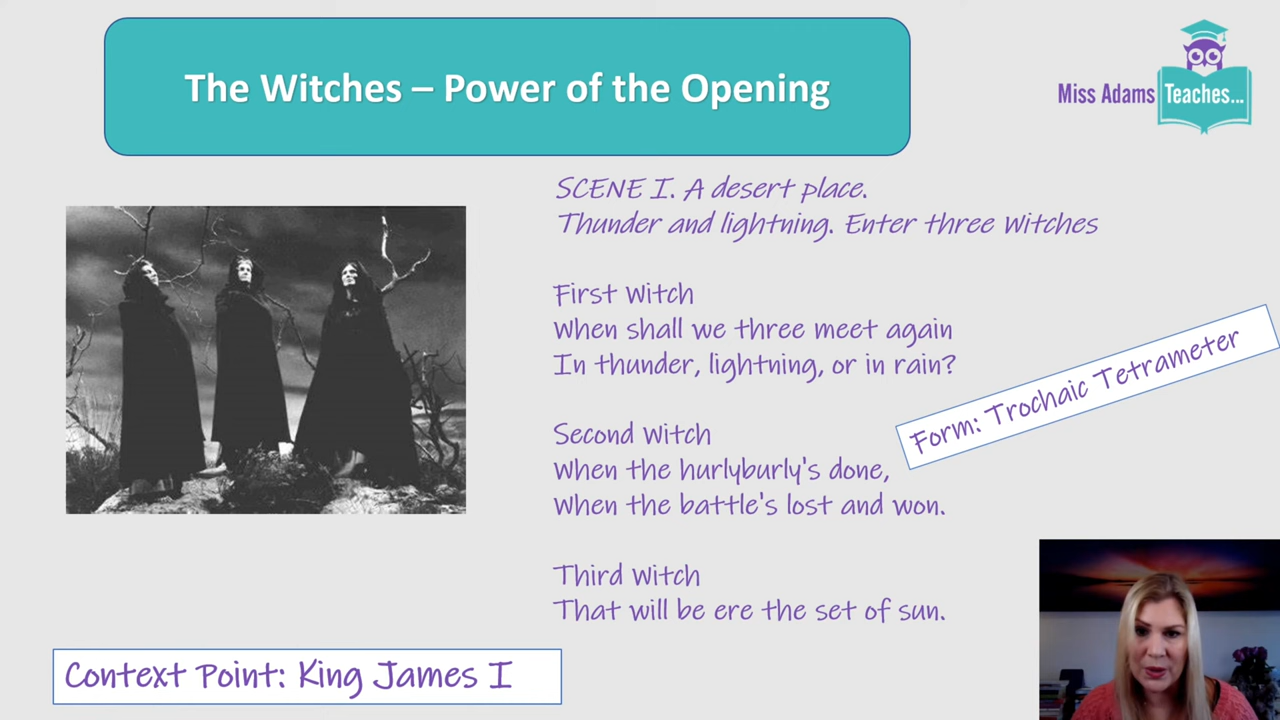 The Witches – Power of the Opening
Miss Adams Teaches...
SCENE I. A desert place.
Thunder and lightning. Enter three Witches
First Witch
When shall we three meet again
In thunder, lightning, or in rain?
Form: Trochaic Tetrameter
Second Witch
When the hurlyburly's done,
When the battle's lost and won.
Third Witch
That will be ere the set of sun.
Context Point: King James I